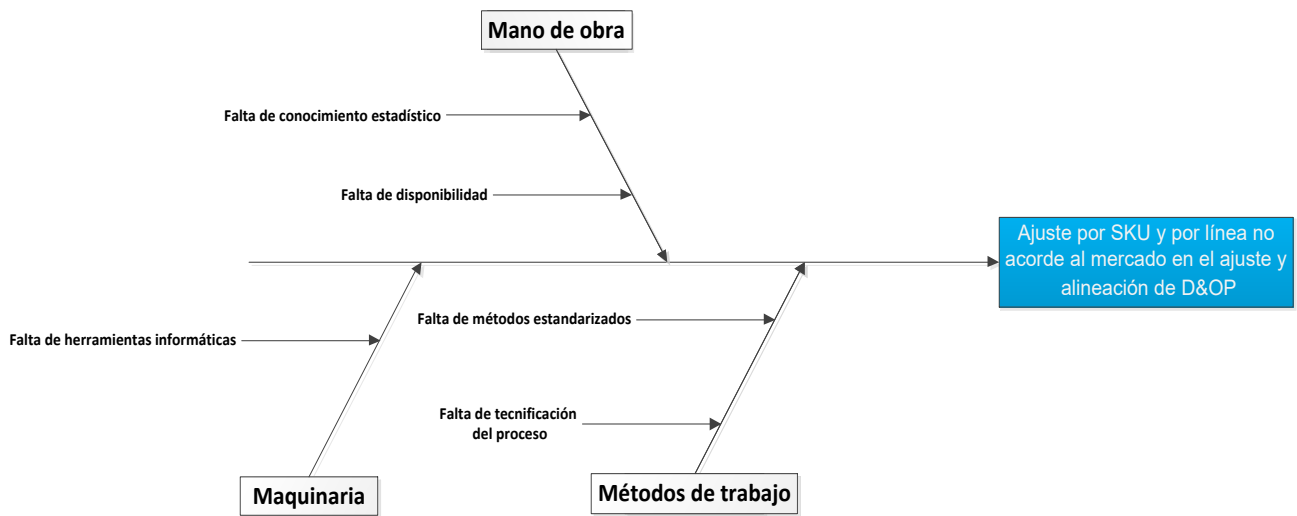 Mano de obra
Falta de conocimiento estadístico
Falta de disponibilidad
Ajuste por SKU y por línea no
acorde al mercado en el ajuste y
alineación de D&OP
Falta de métodos estandarizados
Falta de herramientas informáticas
Falta de tecnificación
del proceso
Maquinaria
Métodos de trabajo